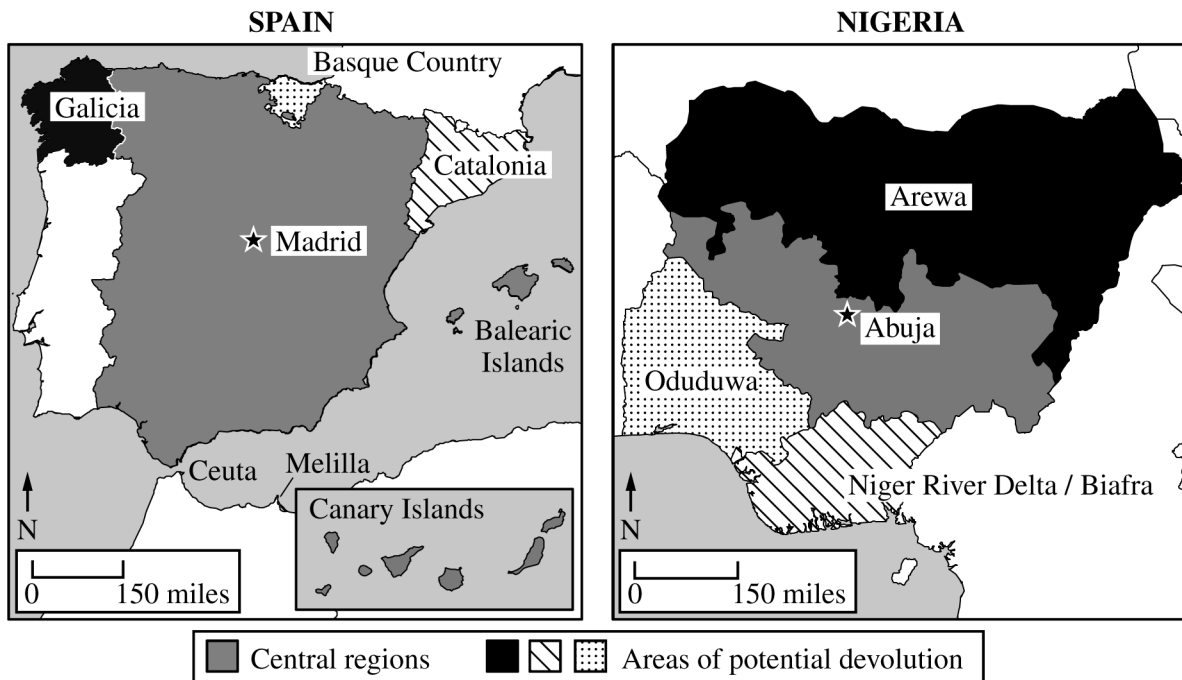 SPAIN
Basque Country
Galicia
Catalonia
Madrid
Balearic
Islands
Ceuta
Melilla
Canary Islands
N
0
150 miles
NIGERIA
Arewa
Abuja
Oduduwa
Niger River Delta / Biafra
N
0
150 miles
Central regions
Areas of potential devolution